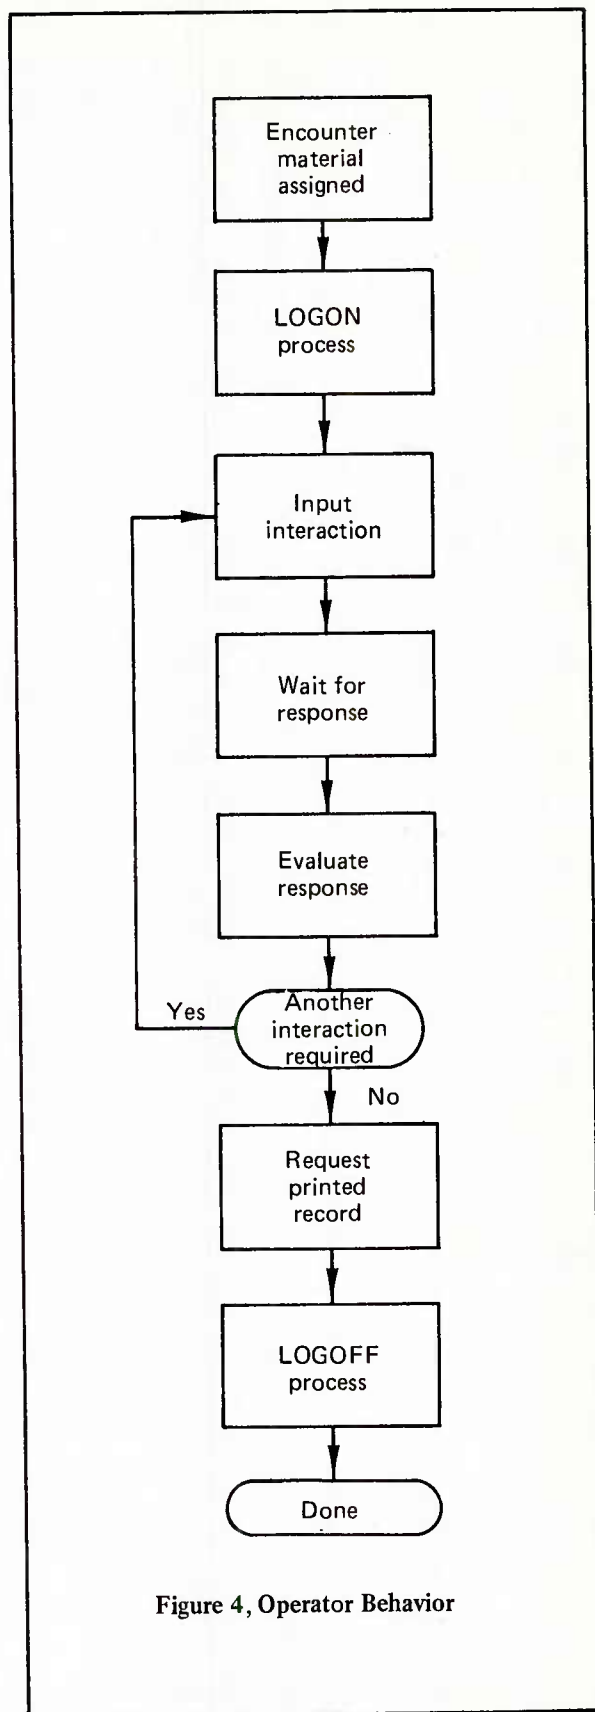 Encounter
material
assigned
LOGON
process
Input
interaction
Wait for
response
Evaluate
response
Another
interaction
required
Yes
No
Request
printed
record
LOGOFF
process
Done
Figure 4, Operator Behavior